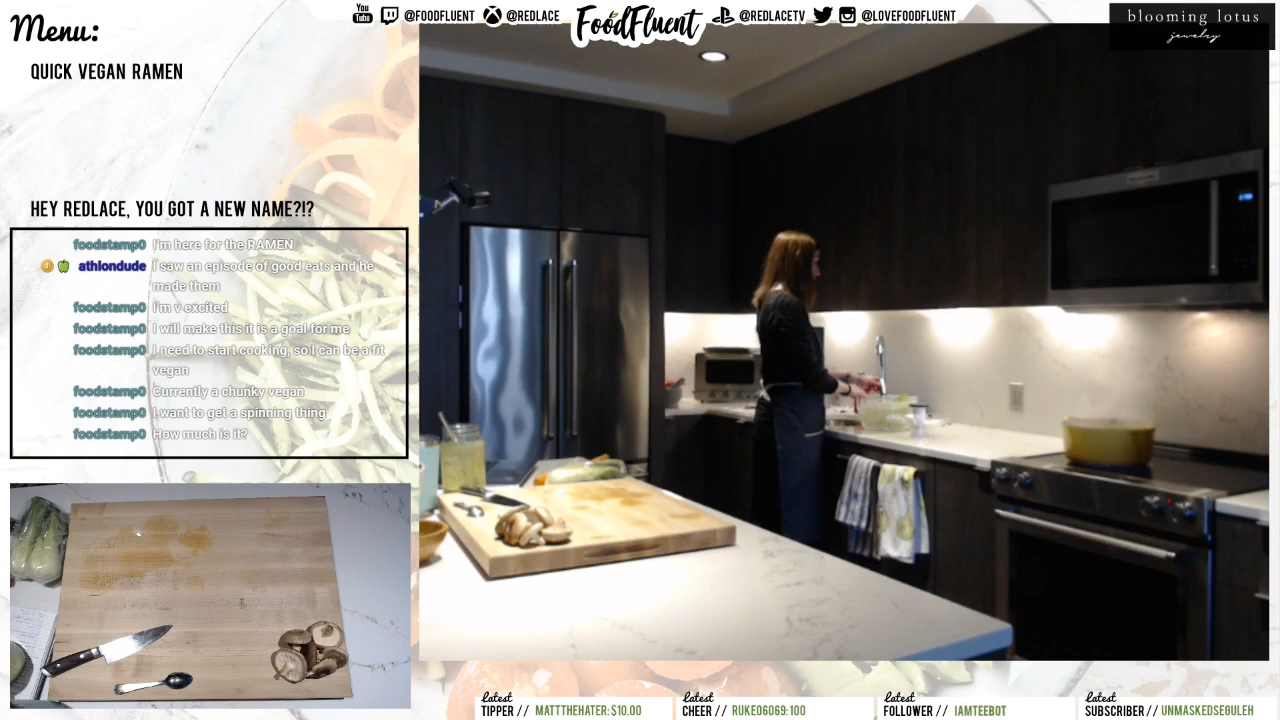 Menu:
You Tube @FOODFLUENT @REDLACE FoodFluent @REDLACETV @LOVEFOODFLUENT
blooming lotus
jewelry
QUICK VEGAN RAMEN
HEY REDLACE, YOU GOT A NEW NAME?!?
foodstamp0 I'm here for the RAMEN
athlondude I saw an episode of good eats and he
made them
foodstamp0 I'm v excited
foodstamp0 I will make this it is a goal for me
foodstamp0 I need to start cooking, so I can be a fit
vegan
foodstamp0 Currently a chunky vegan
foodstamp0 I want to get a spinning thing
foodstamp0 How much is it?
latest
TIPPER // MATTTHEHATER: $10.00
latest
CHEER // RUKEO6069: 100
latest
FOLLOWER // IAMTEEBOT
latest
SUBSCRIBER // UNMASKEDSEGULEH